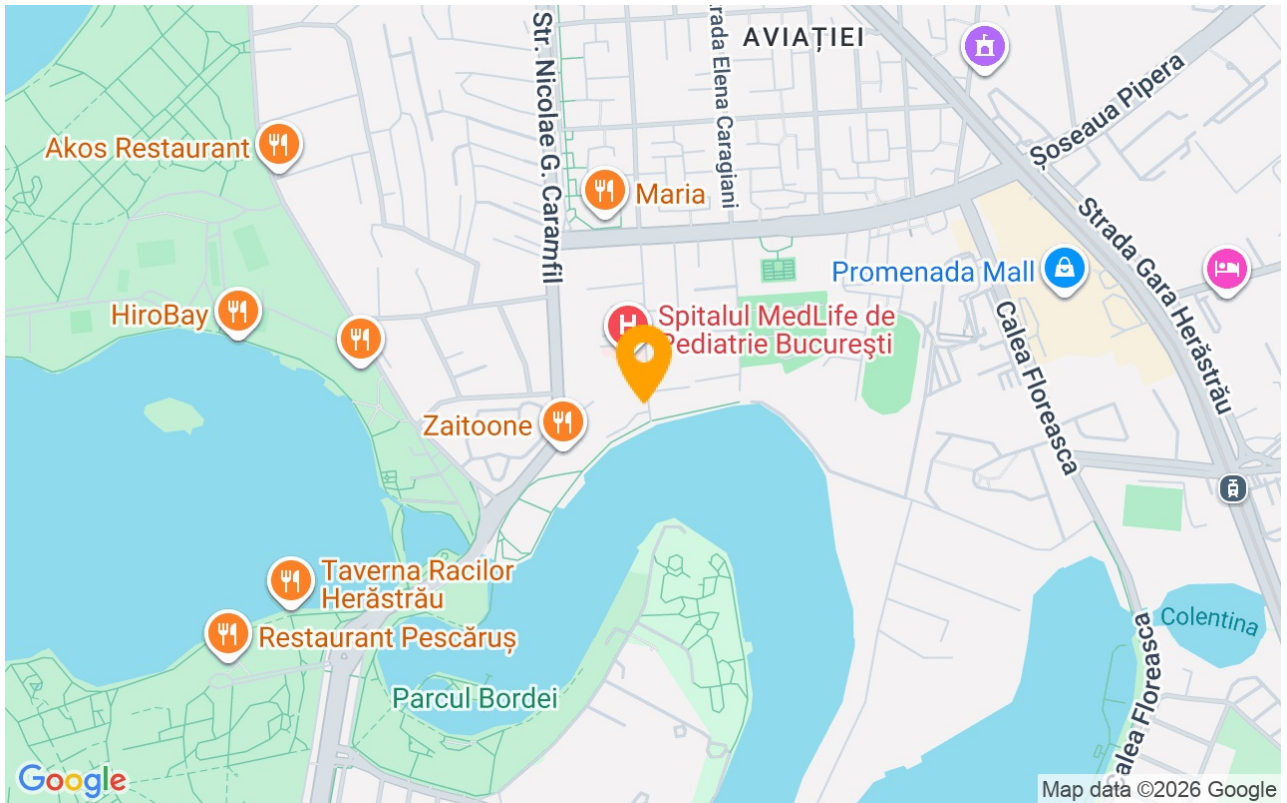 Str. Nicolae G. Caramfil
rada Elena Caragiani
AVIAȚIEI
Șoseaua Pipera
Akos Restaurant
Maria
Strada Gara Herăstrău
Promenada Mall
HiroBay
Spitalul MedLife de
Pediatrie Bucureşti
Calea Floreasca
Zaitoone
Taverna Racilor
Herăstrău
Restaurant Pescăruș
Colentina
Parcul Bordei
Calea Floreasca
Google
Map data ©2026 Google